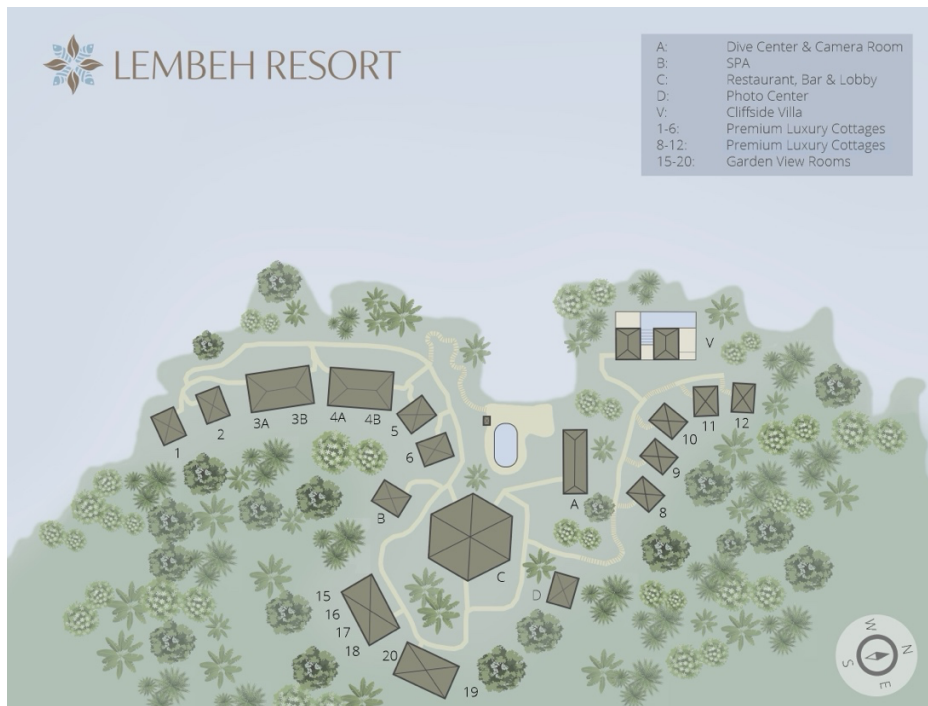 LEMBEH RESORT
A: Dive Center & Camera Room
B: SPA
C: Restaurant, Bar & Lobby
D: Photo Center
V: Cliffside Villa
1-6: Premium Luxury Cottages
8-12: Premium Luxury Cottages
15-20: Garden View Rooms
V
1
2
3A
3B
4A
4B
5
6
10
11
12
9
8
A
B
C
D
15
16
17
18
20
19
W
N
S
E